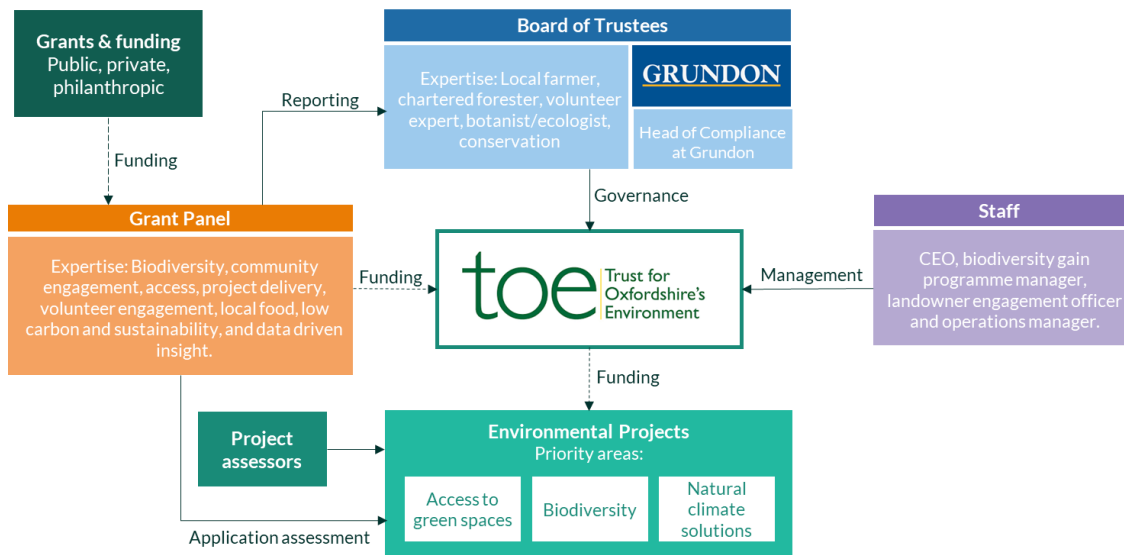 Grants & funding
Public, private,
philanthropic
Board of Trustees
Expertise: Local farmer,
chartered forester, volunteer
expert, botanist/ecologist,
conservation
GRUNDON
Head of Compliance
at Grundon
Reporting
Funding
Governance
Grant Panel
Expertise: Biodiversity, community
engagement, access, project delivery,
volunteer engagement, local food, low
carbon and sustainability, and data driven
insight.
Funding
toe
Trust for
Oxfordshire's
Environment
Management
Staff
CEO, biodiversity gain
programme manager,
landowner engagement officer
and operations manager.
Funding
Project
assessors
Environmental Projects
Priority areas:
Access to
green spaces
Biodiversity
Natural
climate
solutions
Application assessment